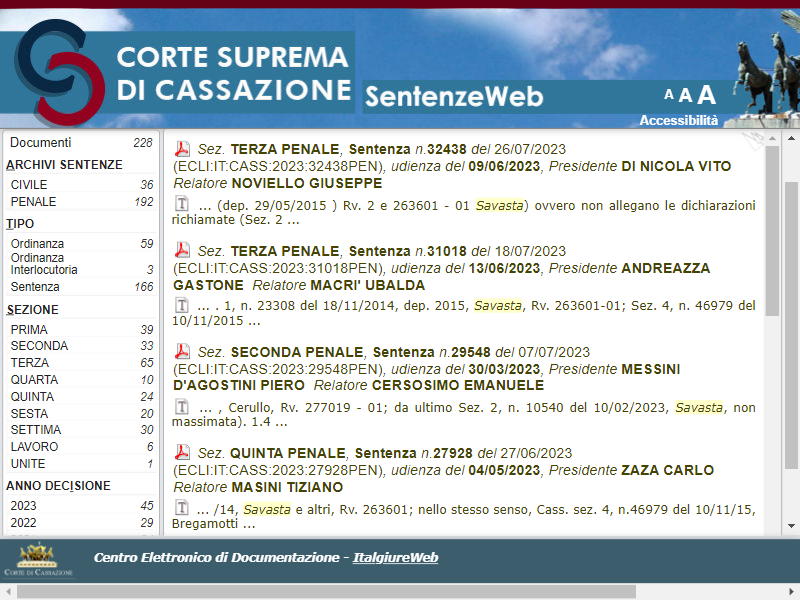 CORTE SUPREMA
DI CASSAZIONE
SentenzeWeb
A A A
Accessibilità
Documenti 228
ARCHIVI SENTENZE
CIVILE 36
PENALE 192
TIPO
Ordinanza 59
Ordinanza
Interlocutoria 3
Sentenza 166
SEZIONE
PRIMA 39
SECONDA 33
TERZA 65
QUARTA 10
QUINTA 24
SESTA 20
SETTIMA 30
LAVORO 6
UNITE 1
ANNO DECISIONE
2023 45
2022 29
Sez. TERZA PENALE, Sentenza n.32438 del 26/07/2023
(ECLI:IT:CASS:2023:32438PEN), udienza del 09/06/2023, Presidente DI NICOLA VITO
Relatore NOVIELLO GIUSEPPE
T ... (dep. 29/05/2015 ) Rv. 2 e 263601 - 01 Savasta) ovvero non allegano le dichiarazioni
richiamate (Sez. 2 ...
Sez. TERZA PENALE, Sentenza n.31018 del 18/07/2023
(ECLI:IT:CASS:2023:31018PEN), udienza del 13/06/2023, Presidente ANDREAZZA
GASTONE Relatore MACRI' UBALDA
T ... . 1, n. 23308 del 18/11/2014, dep. 2015, Savasta, Rv. 263601-01; Sez. 4, n. 46979 del
10/11/2015 ...
Sez. SECONDA PENALE, Sentenza n.29548 del 07/07/2023
(ECLI:IT:CASS:2023:29548PEN), udienza del 30/03/2023, Presidente MESSINI
D'AGOSTINI PIERO Relatore CERSOSIMO EMANUELE
T ... , Cerullo, Rv. 277019 - 01; da ultimo Sez. 2, n. 10540 del 10/02/2023, Savasta, non
massimata). 1.4 ...
Sez. QUINTA PENALE, Sentenza n.27928 del 27/06/2023
(ECLI:IT:CASS:2023:27928PEN), udienza del 04/05/2023, Presidente ZAZA CARLO
Relatore MASINI TIZIANO
T ... /14, Savasta e altri, Rv. 263601; nello stesso senso, Cass. sez. 4, n.46979 del 10/11/15,
Bregamotti ...
CORTE DI CASSAZIONE
Centro Elettronico di Documentazione - ItalgiureWeb